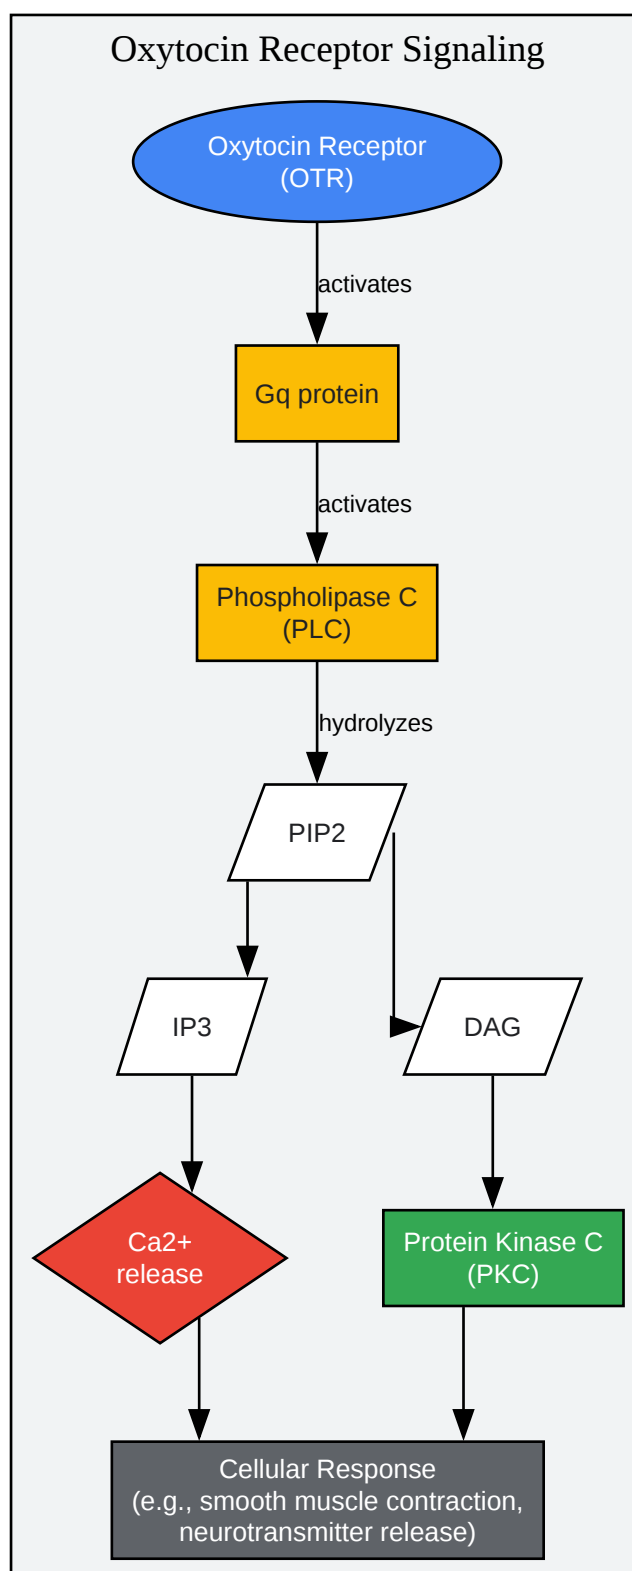 Oxytocin Receptor Signaling
Oxytocin Receptor
(OTR)
activates
Gq protein
activates
Phospholipase C
(PLC)
hydrolyzes
PIP2
IP3
DAG
Ca2+
release
Protein Kinase C
(PKC)
Cellular Response
(e.g., smooth muscle contraction,
neurotransmitter release)